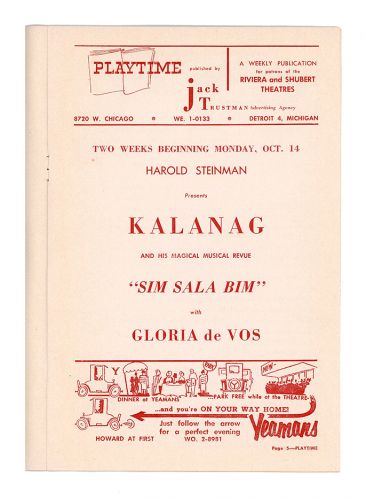 PLAYTIME
published by
jack
TRUSTMAN Advertising Agency
A WEEKLY PUBLICATION
for patrons of the
RIVIERA and SHUBERT
THEATRES
8720 W. CHICAGO • WE. 1-0133 • DETROIT 4, MICHIGAN
TWO WEEKS BEGINNING MONDAY, OCT. 14
HAROLD STEINMAN
Presents
KALANAG
AND HIS MAGICAL MUSICAL REVUE
"SIM SALA BIM"
with
GLORIA de VOS
Y
DINNER at YEAMANS
...PARK FREE while at the THEATRE...
...and you're ON YOUR WAY HOME!
Just follow the arrow
for a perfect evening
HOWARD AT FIRST WO. 2-8981
Yeamans
Page 5—PLAYTIME